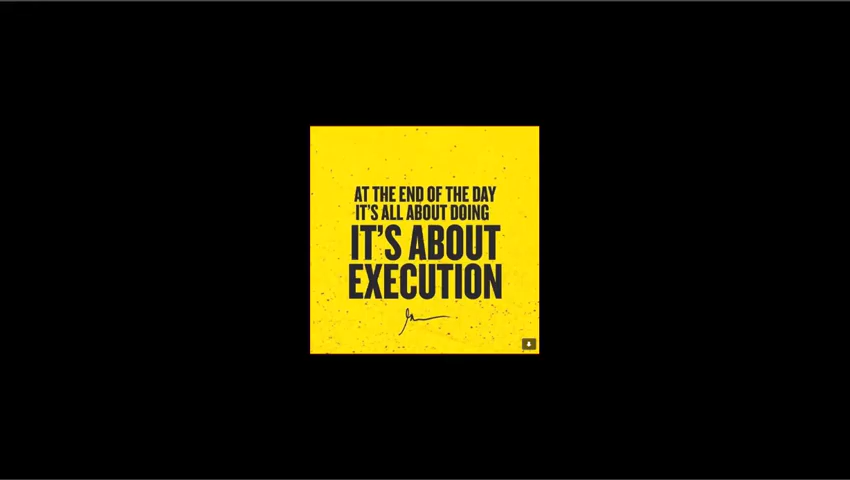 AT THE END OF THE DAY
IT'S ALL ABOUT DOING
IT'S ABOUT
EXECUTION